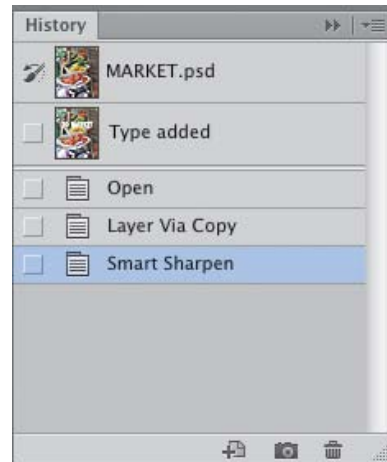 History
MARKET.psd
Type added
Open
Layer Via Copy
Smart Sharpen